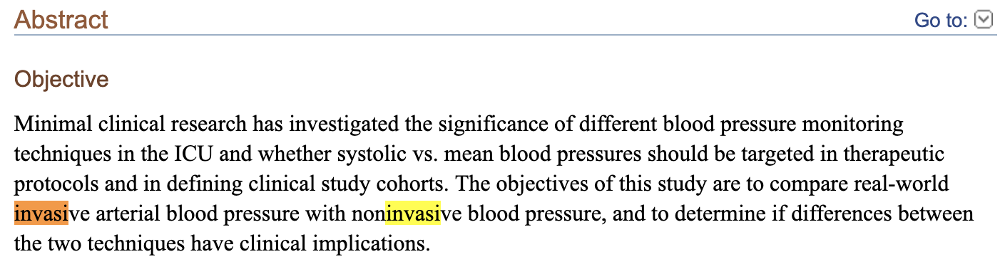 Abstract
Go to:
Objective
Minimal clinical research has investigated the significance of different blood pressure monitoring
techniques in the ICU and whether systolic vs. mean blood pressures should be targeted in therapeutic
protocols and in defining clinical study cohorts. The objectives of this study are to compare real-world
invasive arterial blood pressure with noninvasive blood pressure, and to determine if differences between
the two techniques have clinical implications.